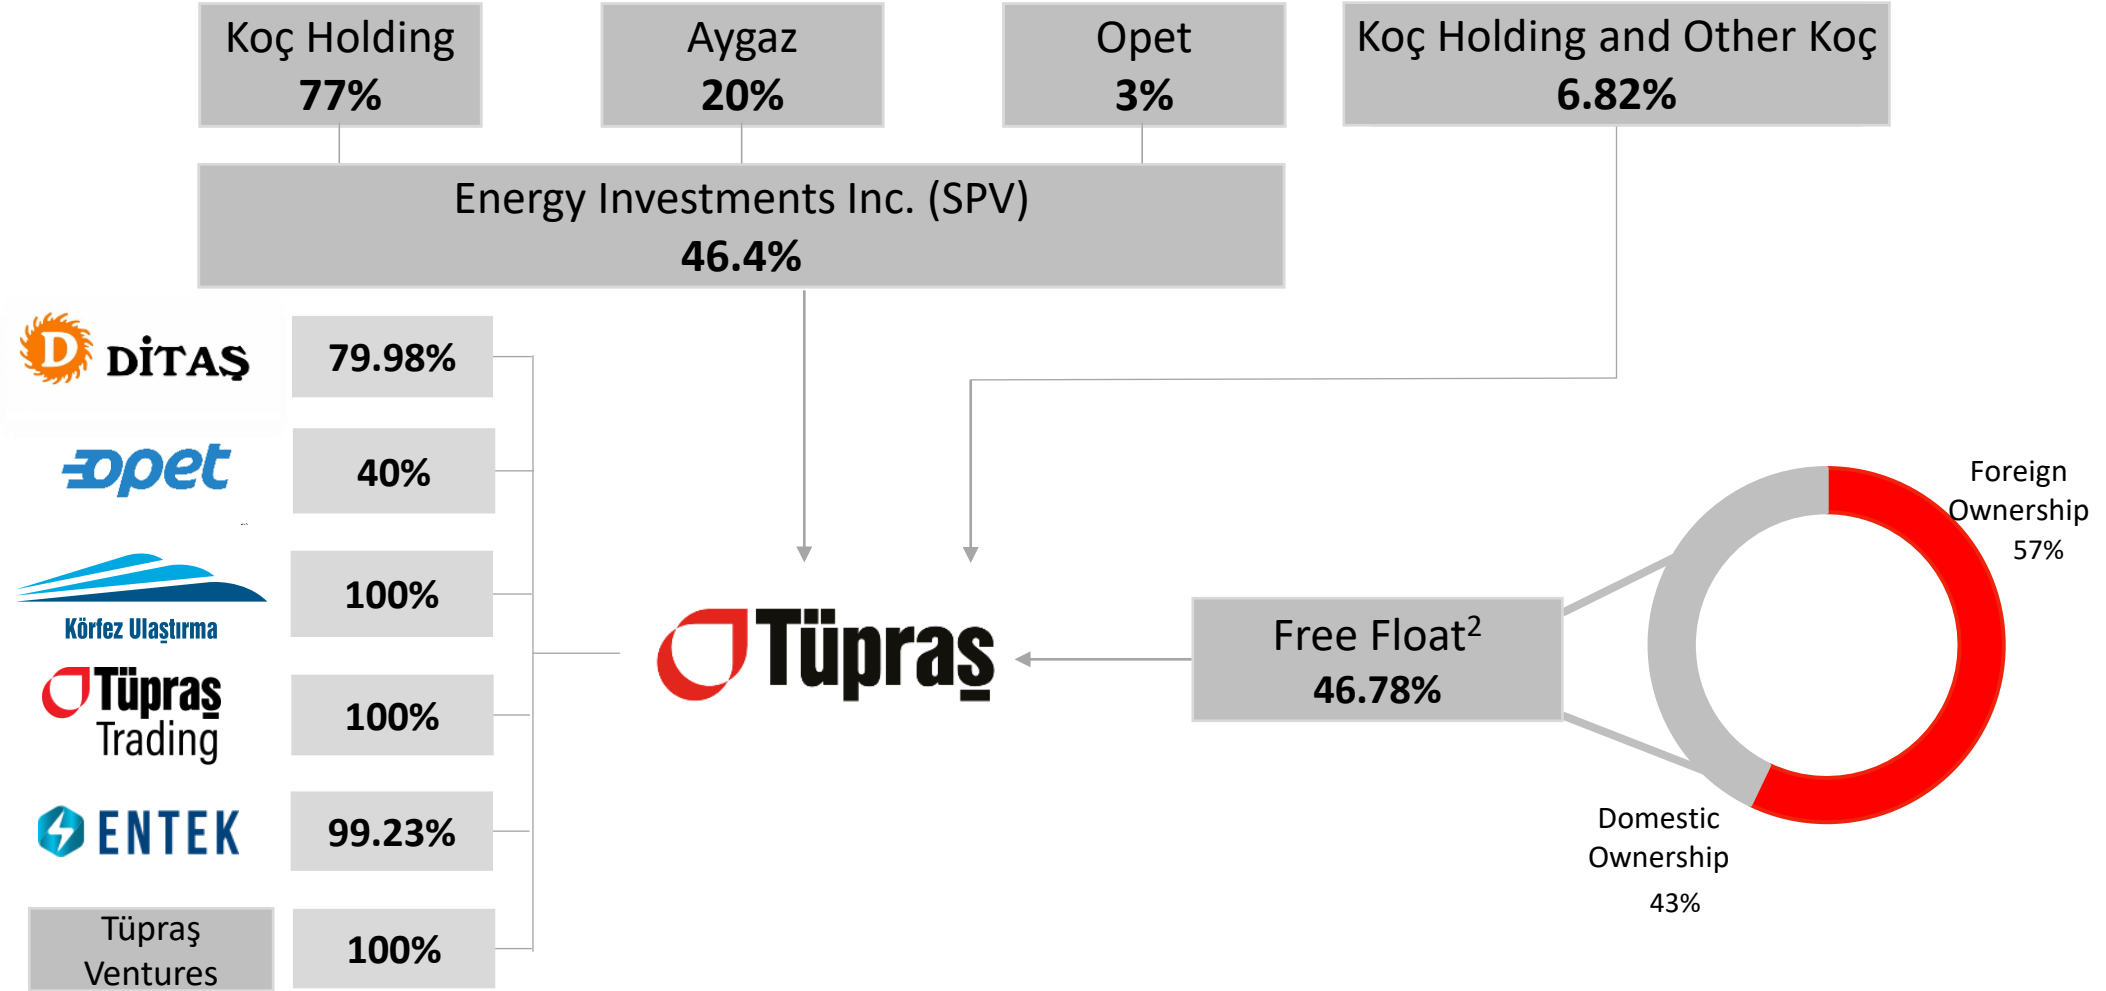 Koç Holding
77%
Aygaz
20%
Opet
3%
Koç Holding and Other Koç
6.82%
Energy Investments Inc. (SPV)
46.4%
D DİTAŞ
79.98%
opet
40%
Körfez Ulaştırma
100%
Tüpraş
Trading
100%
ENTEK
99.23%
Tüpraş
Ventures
100%
Tüpraş
Free Float²
46.78%
Foreign
Ownership
57%
Domestic
Ownership
43%